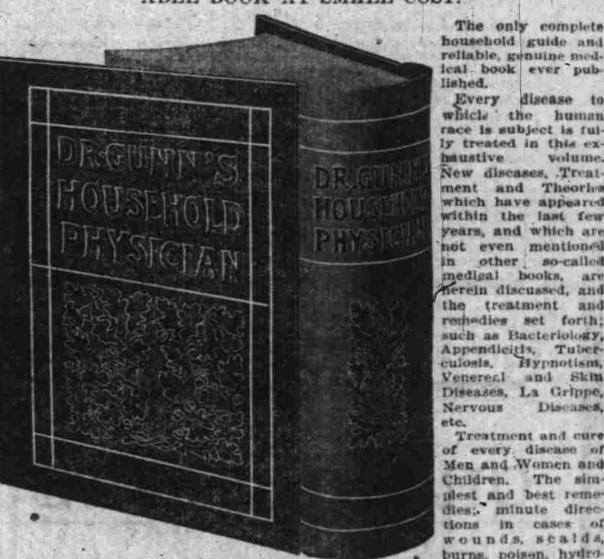 ABLE BOOK AT SMALL COST.
DR. GUNN'S
HOUSEHOLD
PHYSICIAN
DR. GUNN'S
HOUSEHOLD
PHYSICIAN
The only complete
household guide and
reliable, genuine med-
ical book ever pub-
lished.
Every disease to
which the human
race is subject is ful-
ly treated in this ex-
haustive volume.
New diseases, Treat-
ment and Theories
which have appeared
within the last few
years, and which are
not even mentioned
in other so-called
medical books, are
herein discussed, and
the treatment and
remedies set forth;
such as Bacteriology,
Appendicitis, Tuber-
culosis, Hypnotism,
Venereal and Skin
Diseases, La Grippe,
Nervous Diseases,
etc.
Treatment and cure
of every disease of
Men and Women and
Children. The sim-
plest and best reme-
dies; minute direc-
tions in cases of
wounds, scalds,
burns, poison, hydro-